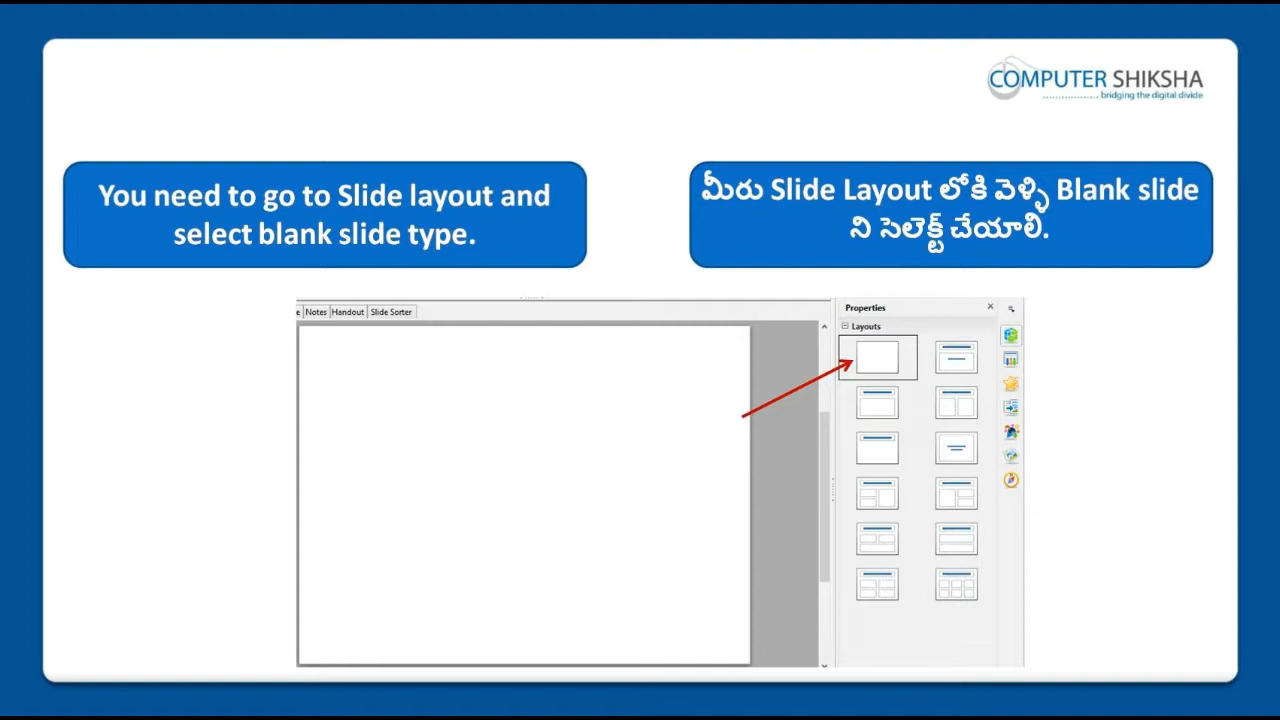 COMPUTER SHIKSHA
bridging the digital divide
You need to go to Slide layout and
select blank slide type.
మీరు Slide Layout లోకి వెళ్ళి Blank slide
ని సెలెక్ట్ చేయాలి.
e Notes Handout Slide Sorter
Properties
Layouts